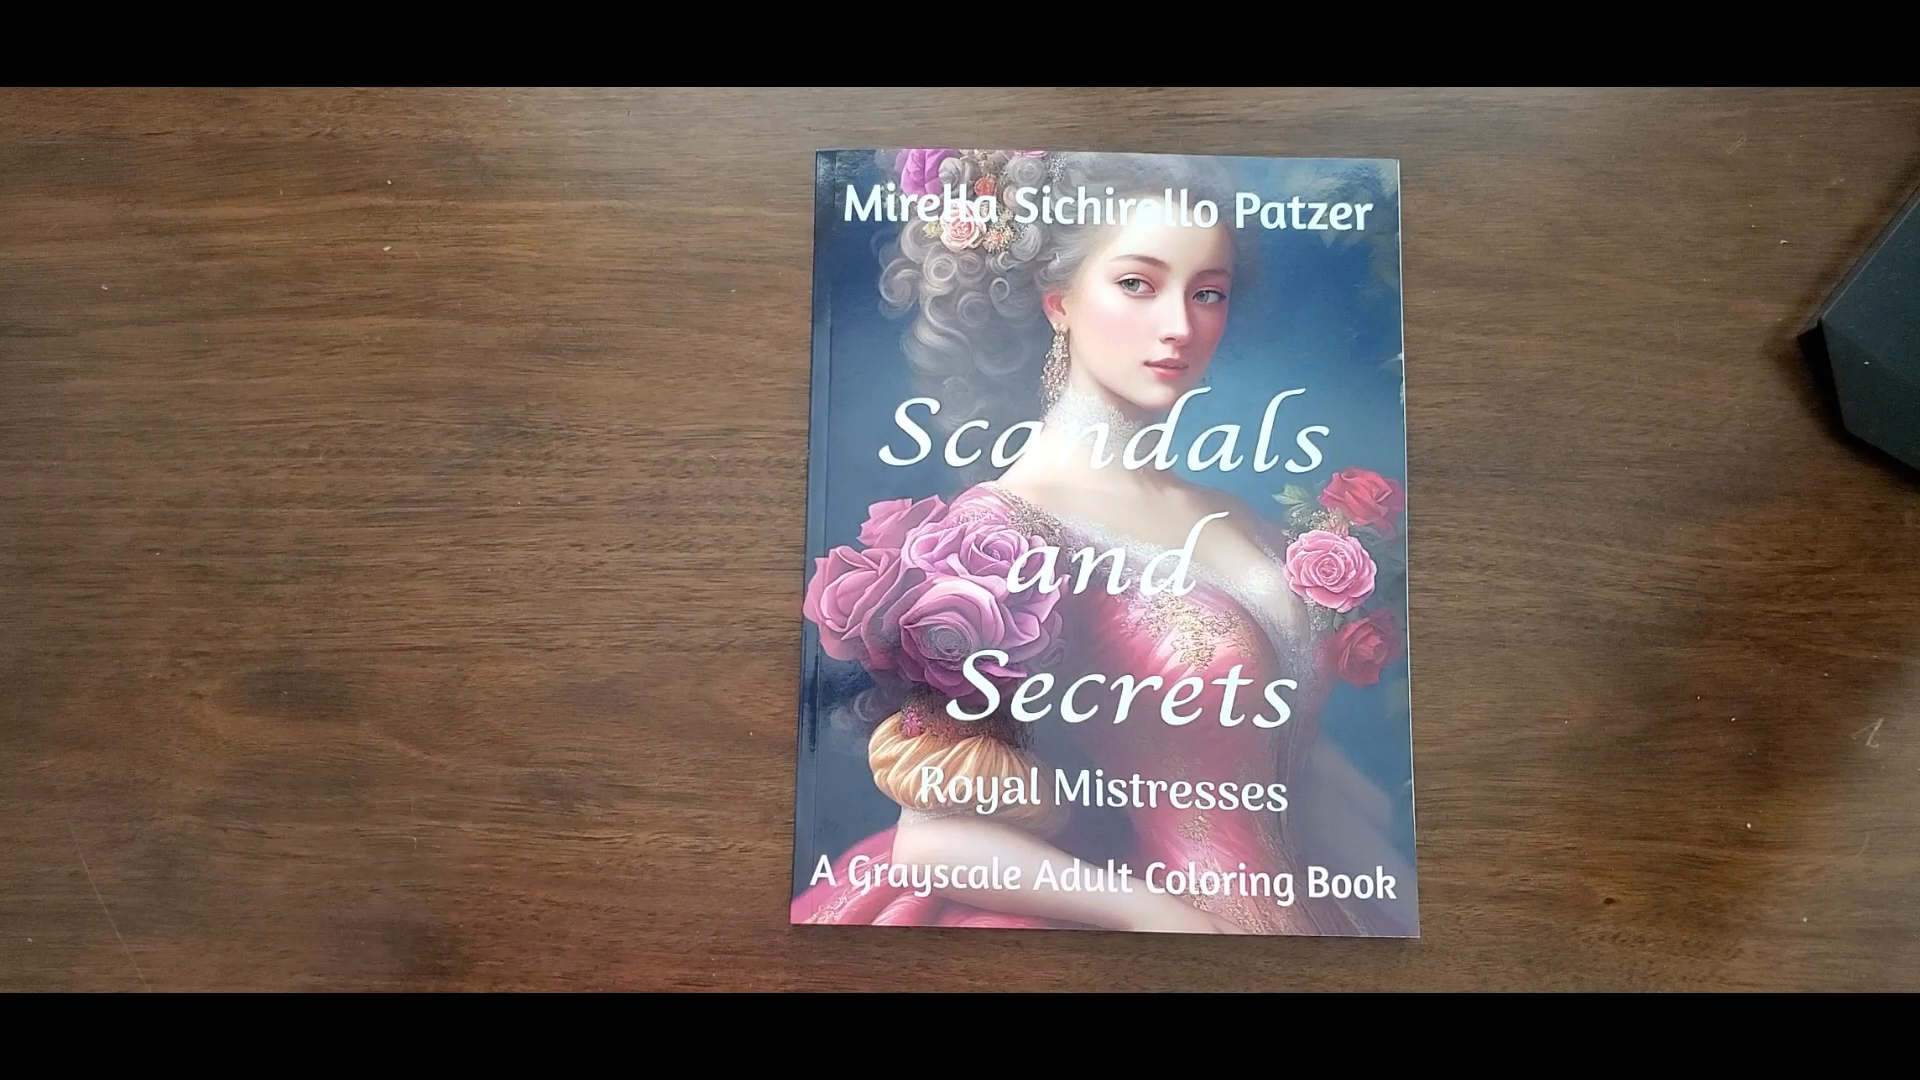 Mirella Sichirollo Patzer
Scandals
and
Secrets
Royal Mistresses
A Grayscale Adult Coloring Book